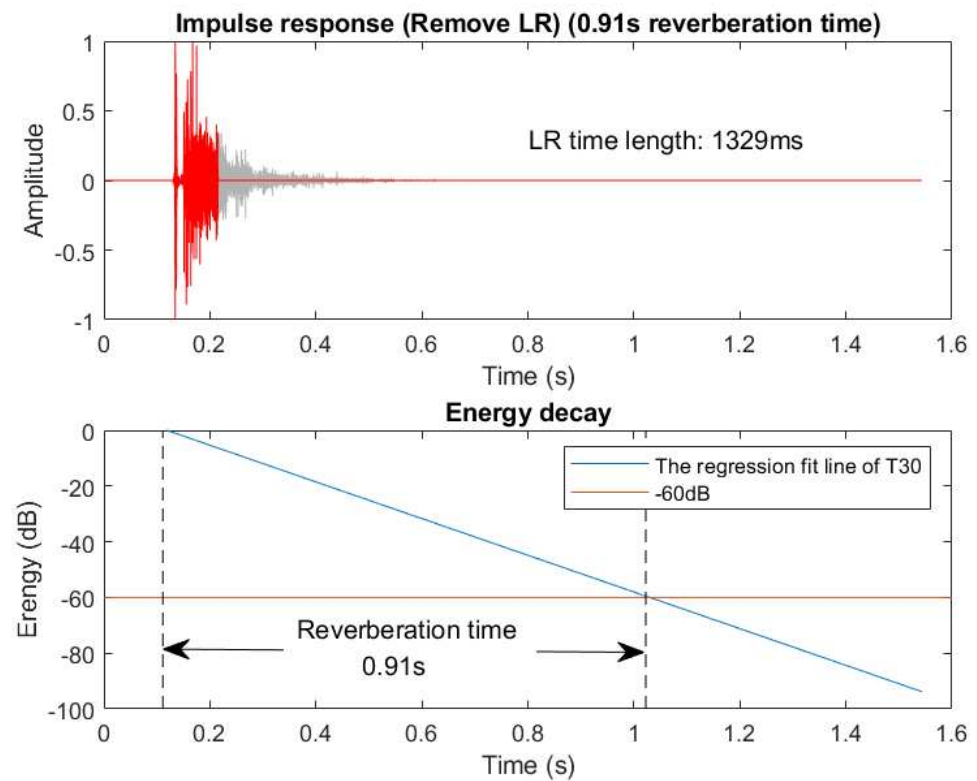 Impulse response (Remove LR) (0.91s reverberation time)
1
0.5
0
-0.5
-1
Amplitude
LR time length: 1329ms
0 0.2 0.4 0.6 0.8 1 1.2 1.4 1.6
Time (s)
Energy decay
0
-20
-40
-60
-80
-100
Erengy (dB)
The regression fit line of T30
-60dB
Reverberation time
0.91s
0 0.2 0.4 0.6 0.8 1 1.2 1.4 1.6
Time (s)